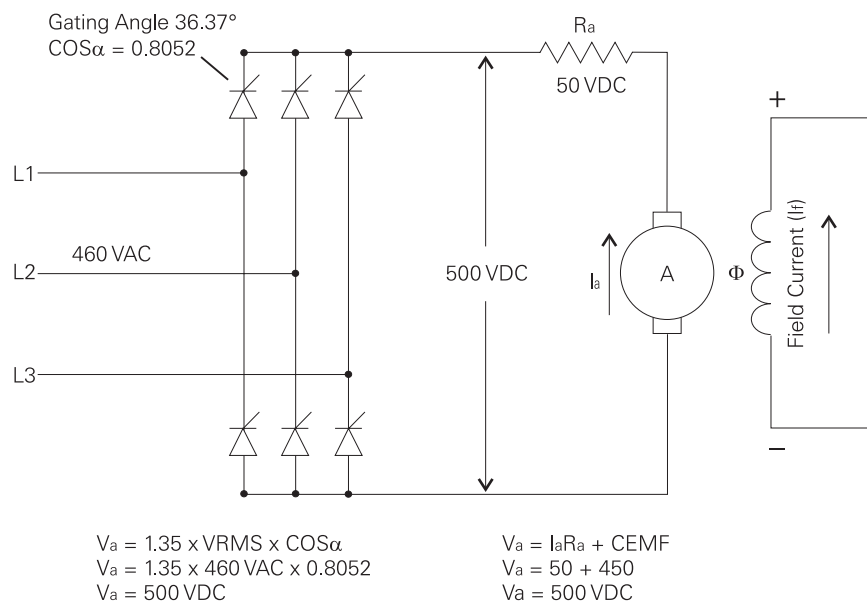 Gating Angle 36.37°
COSα = 0.8052
Ra
50 VDC
+
L1
460 VAC
L2
500 VDC
Ia
A
Φ
Field Current (If)
L3
−
Va = 1.35 x VRMS x COSα
Va = 1.35 x 460 VAC x 0.8052
Va = 500 VDC
Va = IaRa + CEMF
Va = 50 + 450
Va = 500 VDC